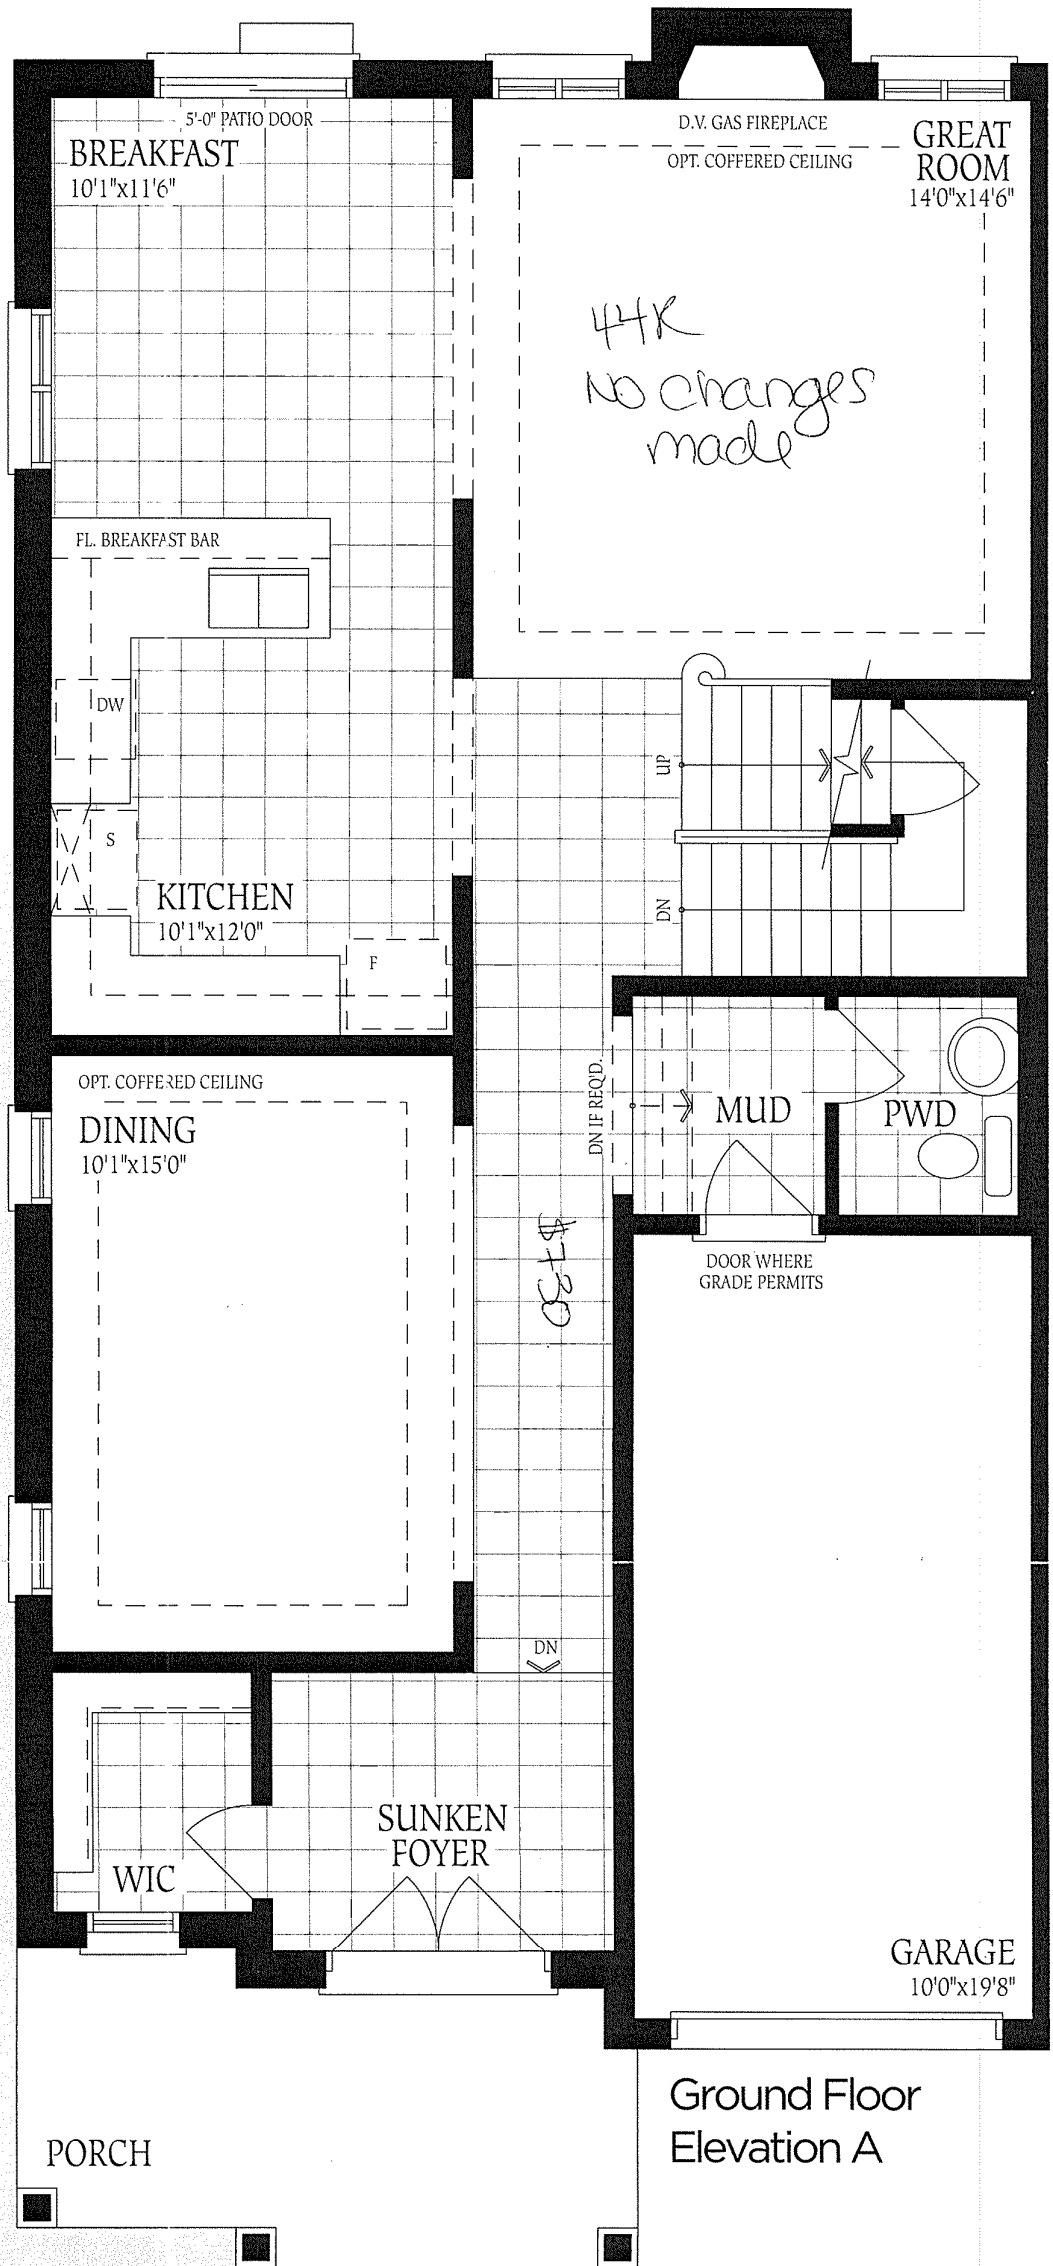 5'-0" PATIO DOOR
BREAKFAST
10'1"x11'6"
D.V. GAS FIREPLACE
OPT. COFFERED CEILING
GREAT
ROOM
14'0"x14'6"
44K
No changes
made
FL. BREAKFAST BAR
DW
S
KITCHEN
10'1"x12'0"
F
UP
DN
OPT. COFFERED CEILING
DINING
10'1"x15'0"
DN IF REQ'D.
MUD
PWD
$730
DOOR WHERE
GRADE PERMITS
DN
SUNKEN
FOYER
WIC
GARAGE
10'0"x19'8"
PORCH
Ground Floor
Elevation A